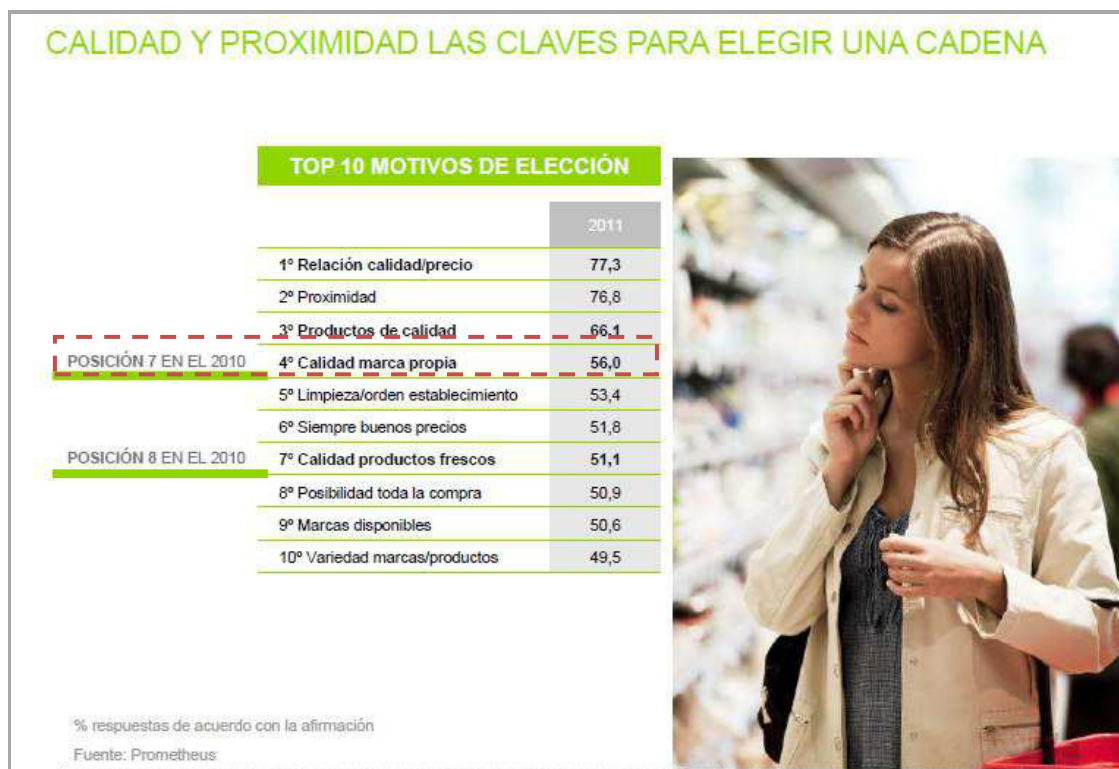 CALIDAD Y PROXIMIDAD LAS CLAVES PARA ELEGIR UNA CADENA
TOP 10 MOTIVOS DE ELECCIÓN
2011
1º Relación calidad/precio 77,3
2º Proximidad 76,8
3º Productos de calidad 66,1
POSICIÓN 7 EN EL 2010 4º Calidad marca propia 56,0
5º Limpieza/orden establecimiento 53,4
6º Siempre buenos precios 51,8
POSICIÓN 8 EN EL 2010 7º Calidad productos frescos 51,1
8º Posibilidad toda la compra 50,9
9º Marcas disponibles 50,6
10º Variedad marcas/productos 49,5
% respuestas de acuerdo con la afirmación
Fuente: Prometheus